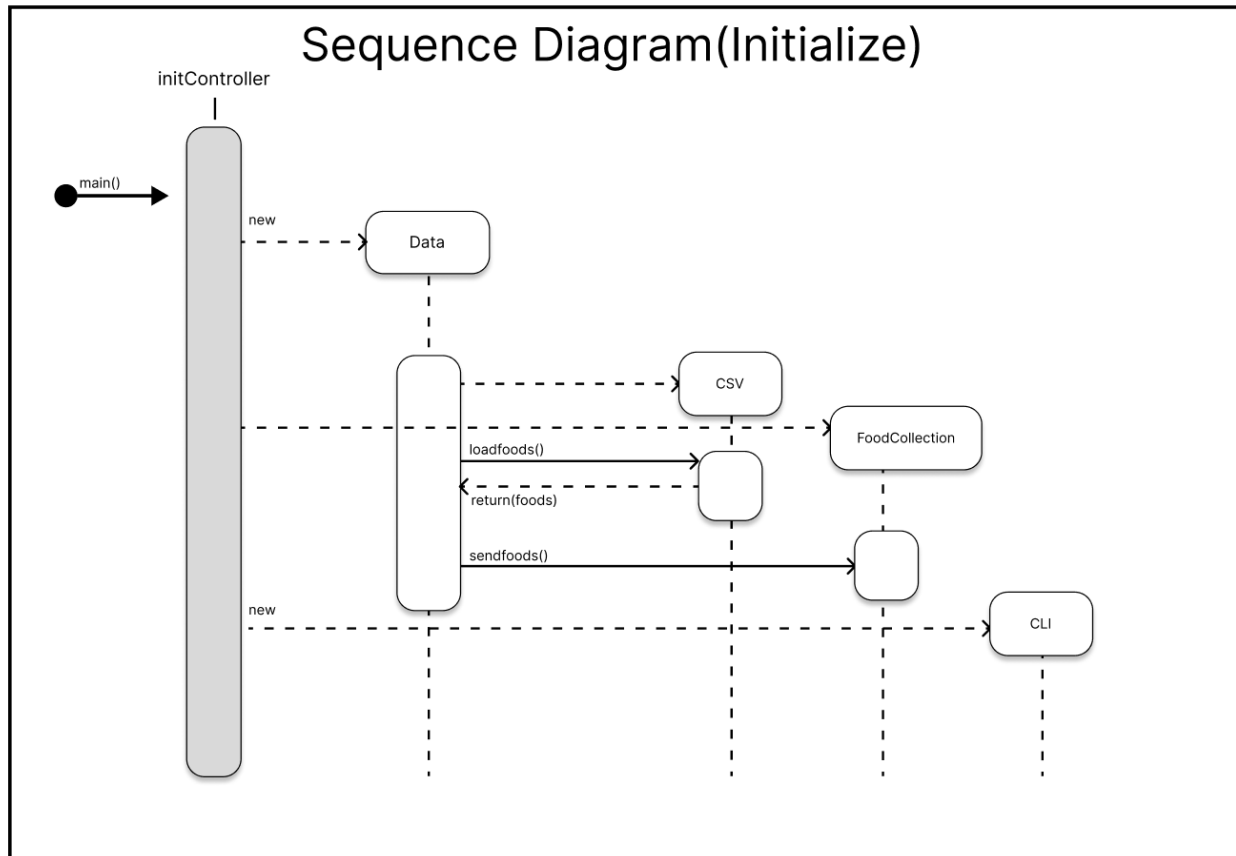 Sequence Diagram(Initialize)
initController
main()
new
Data
CSV
FoodCollection
loadfoods()
return(foods)
sendfoods()
new
CLI